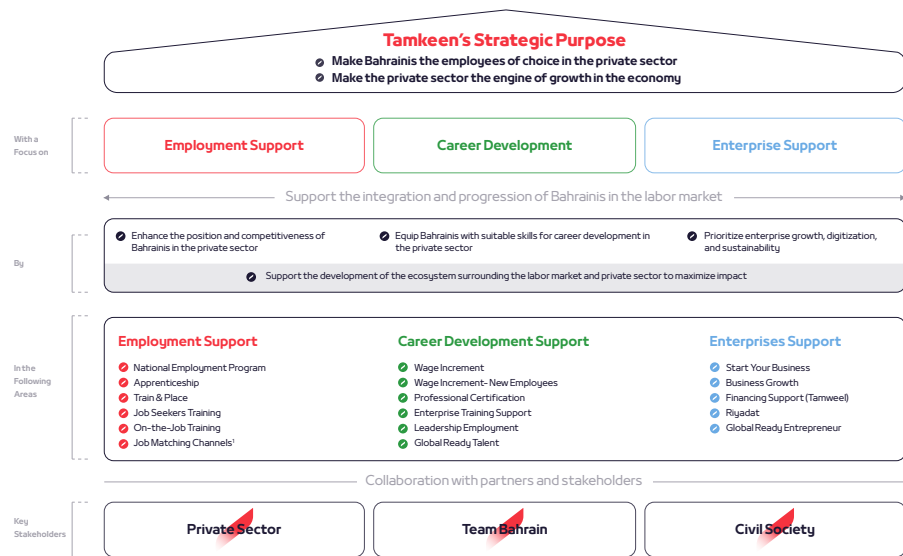 Tamkeen's Strategic Purpose
Make Bahrainis the employees of choice in the private sector
Make the private sector the engine of growth in the economy
With a
Focus on
Employment Support
Career Development
Enterprise Support
Support the integration and progression of Bahrainis in the labor market
By
Enhance the position and competitiveness of
Bahrainis in the private sector
Equip Bahrainis with suitable skills for career development in
the private sector
Prioritize enterprise growth, digitization,
and sustainability
Support the development of the ecosystem surrounding the labor market and private sector to maximize impact
In the
Following
Areas
Employment Support
National Employment Program
Apprenticeship
Train & Place
Job Seekers Training
On-the-Job Training
Job Matching Channels¹
Career Development Support
Wage Increment
Wage Increment- New Employees
Professional Certification
Enterprise Training Support
Leadership Employment
Global Ready Talent
Enterprises Support
Start Your Business
Business Growth
Financing Support (Tamweel)
Riyadat
Global Ready Entrepreneur
Collaboration with partners and stakeholders
Key
Stakeholders
Private Sector
Team Bahrain
Civil Society